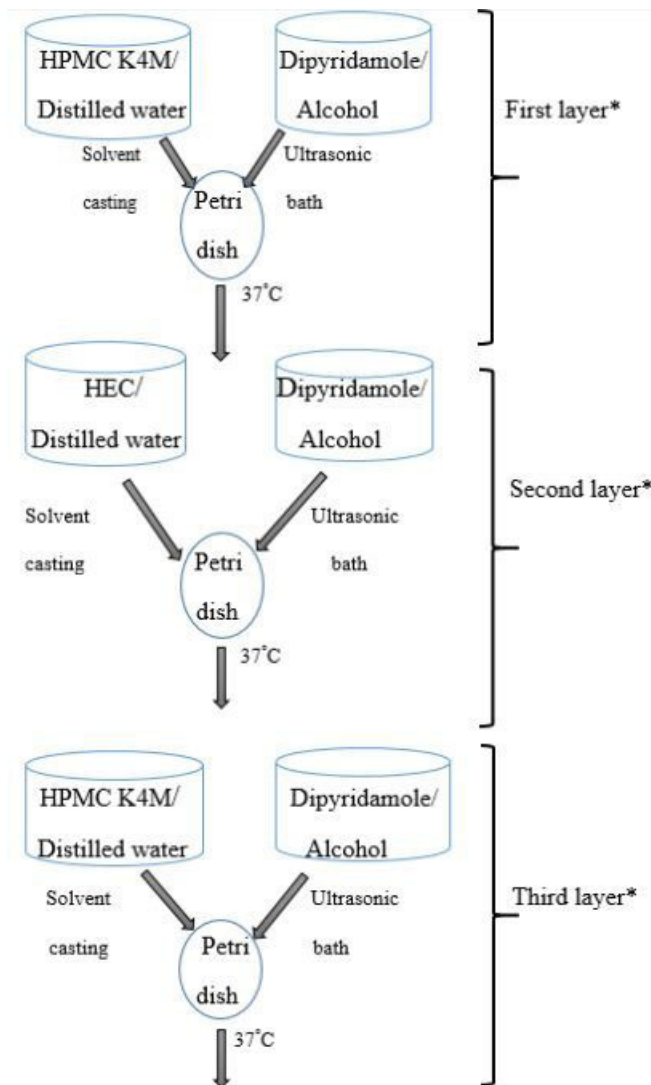 HPMC K4M/
Distilled water
Dipyridamole/
Alcohol
First layer*
Solvent
casting
Ultrasonic
bath
Petri
dish
37°C
HEC/
Distilled water
Dipyridamole/
Alcohol
Second layer*
Solvent
casting
Ultrasonic
bath
Petri
dish
37°C
HPMC K4M/
Distilled water
Dipyridamole/
Alcohol
Third layer*
Solvent
casting
Ultrasonic
bath
Petri
dish
37°C